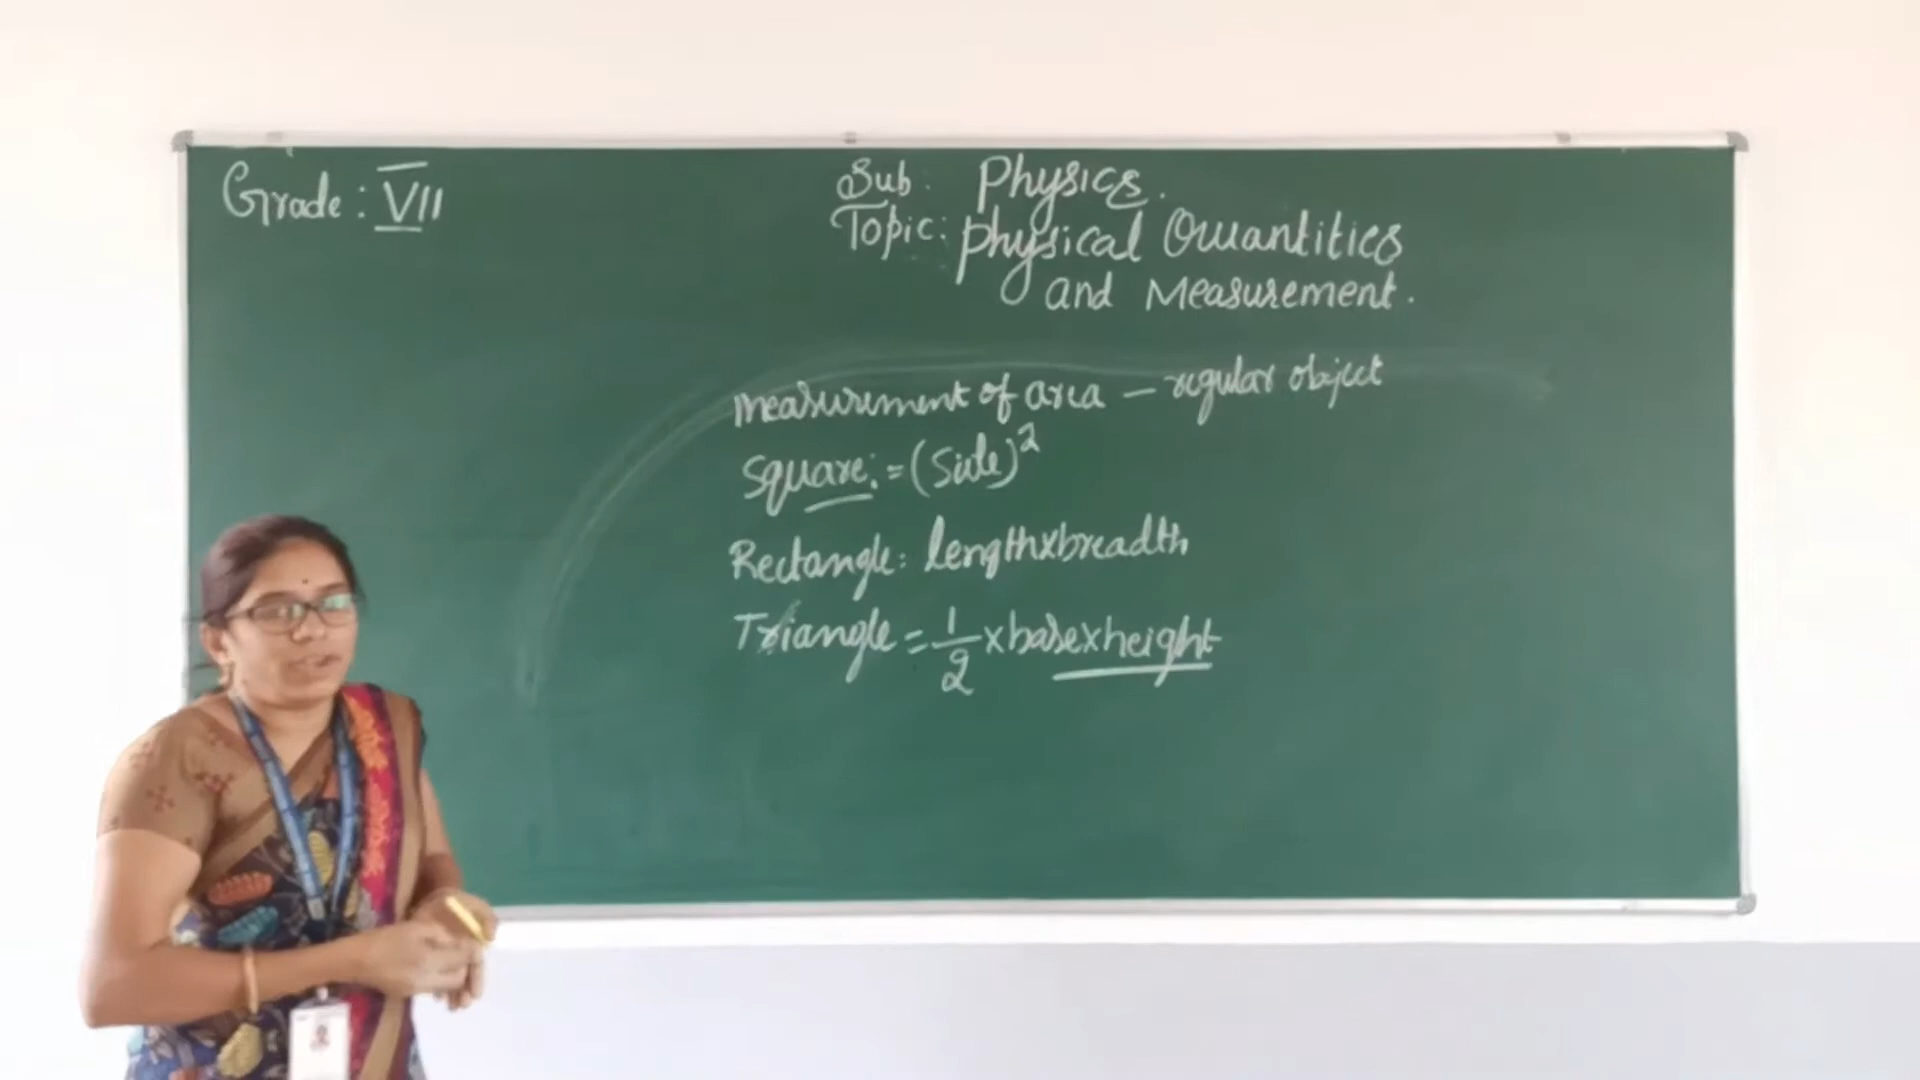 Grade: VII
Sub. Physics.
Topic: Physical Quantities
and Measurement.
measurement of area – regular object
Square: = (Side)²
Rectangle: length×breadth
Triangle = 1/2 ×base×height